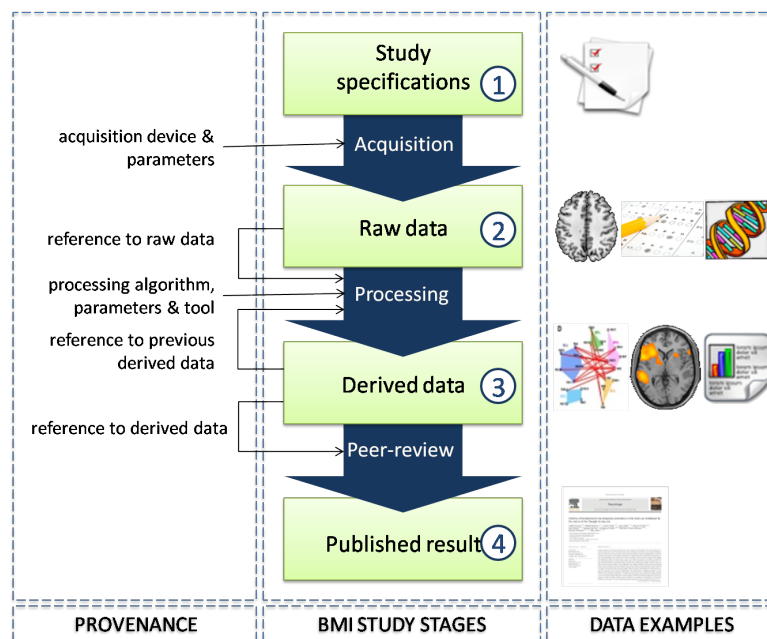 Study
specifications
1
acquisition device &
parameters
Acquisition
Raw data
2
reference to raw data
processing algorithm,
parameters & tool
Processing
reference to previous
derived data
Derived data
3
reference to derived data
Peer-review
Published result
4
PROVENANCE
BMI STUDY STAGES
DATA EXAMPLES